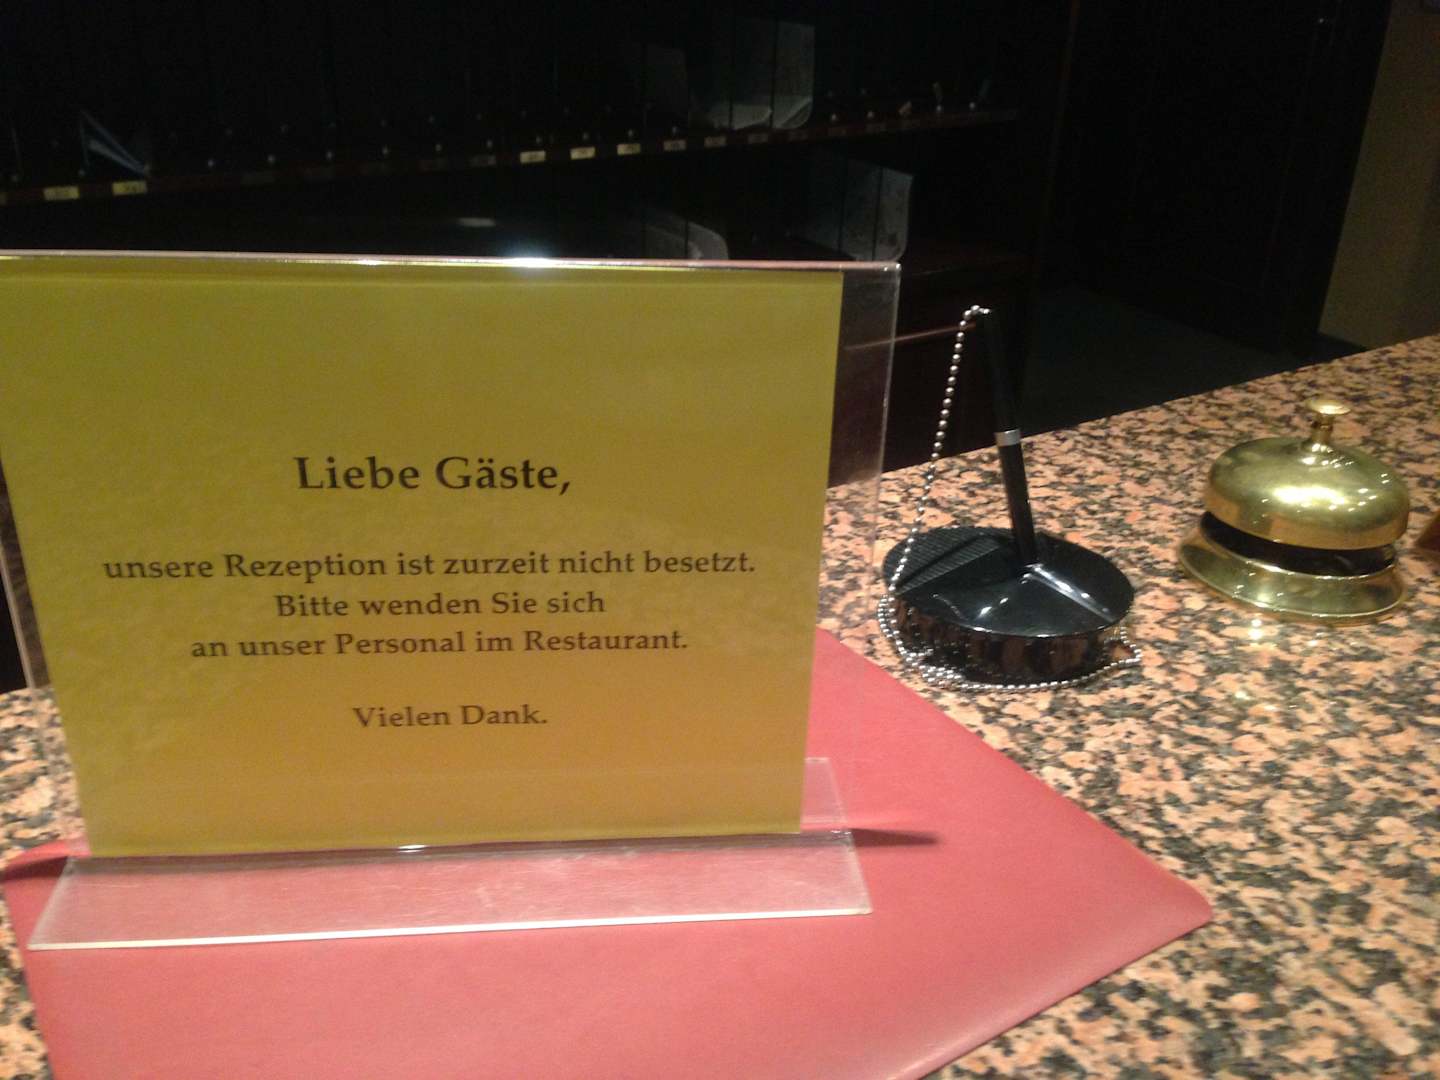 Liebe Gäste,
unsere Rezeption ist zurzeit nicht besetzt.
Bitte wenden Sie sich
an unser Personal im Restaurant.
Vielen Dank.